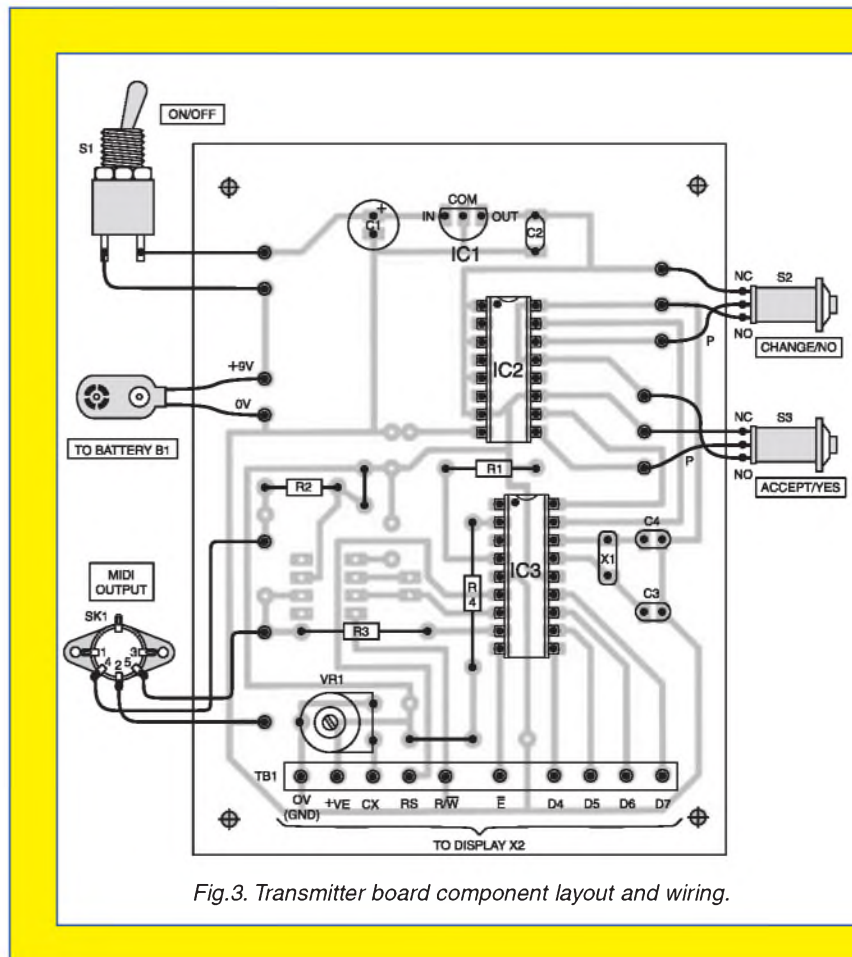 ON/OFF
S1
COM
IN
OUT
+
C1
C2
IC1
NC
S2
NO
P
CHANGE/NO
IC2
+9V
0V
TO BATTERY B1
NC
S3
P
NO
ACCEPT/YES
R1
R2
C4
X1
IC3
R
4
C3
MIDI
OUTPUT
SK1
1
4
2
5
3
R3
VR1
TB1
0V
(GND)
+VE
CX
RS
R/W̅
E̅
D4
D5
D6
D7
TO DISPLAY X2
Fig.3. Transmitter board component layout and wiring.